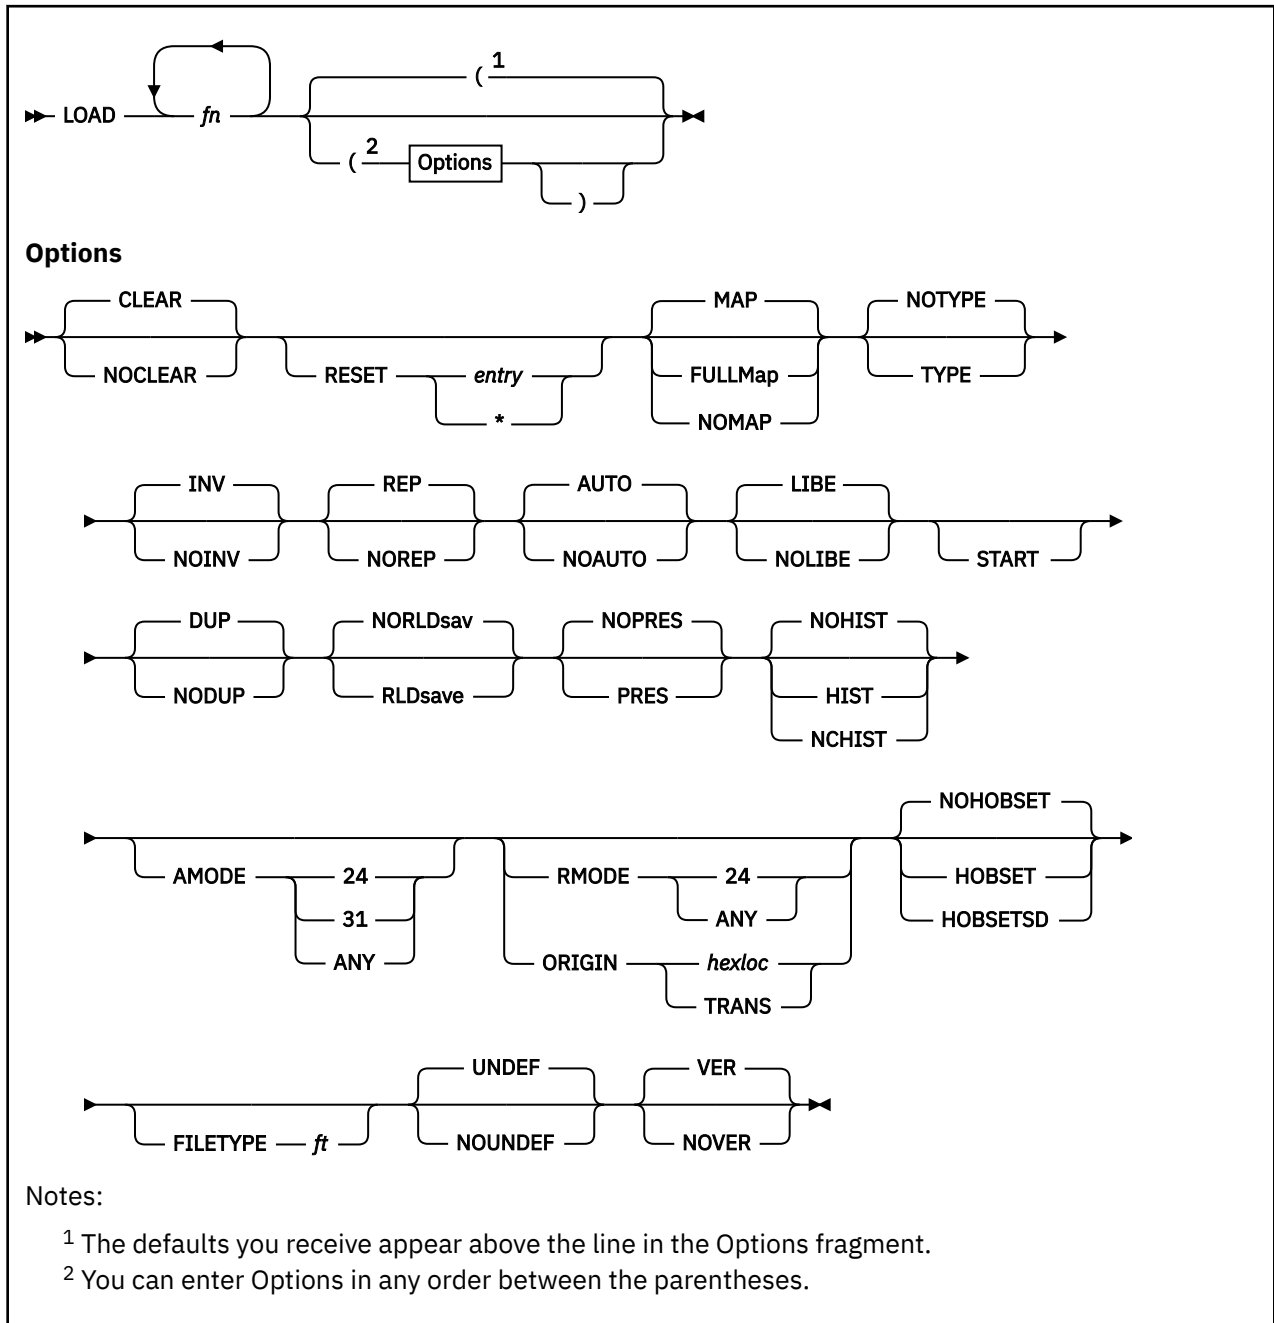 ( 1
LOAD fn
( 2 Options
)
Options
CLEAR MAP NOTYPE
NOCLEAR RESET entry FULLMap TYPE
* NOMAP
INV REP AUTO LIBE
NOINV NOREP NOAUTO NOLIBE START
DUP NORLDsav NOPRES NOHIST
NODUP RLDsave PRES HIST
NCHIST
NOHOBSET
AMODE 24 RMODE 24 HOBSET
31 ANY HOBSETSD
ANY ORIGIN hexloc
TRANS
UNDEF VER
FILETYPE ft NOUNDEF NOVER
Notes:
1 The defaults you receive appear above the line in the Options fragment.
2 You can enter Options in any order between the parentheses.